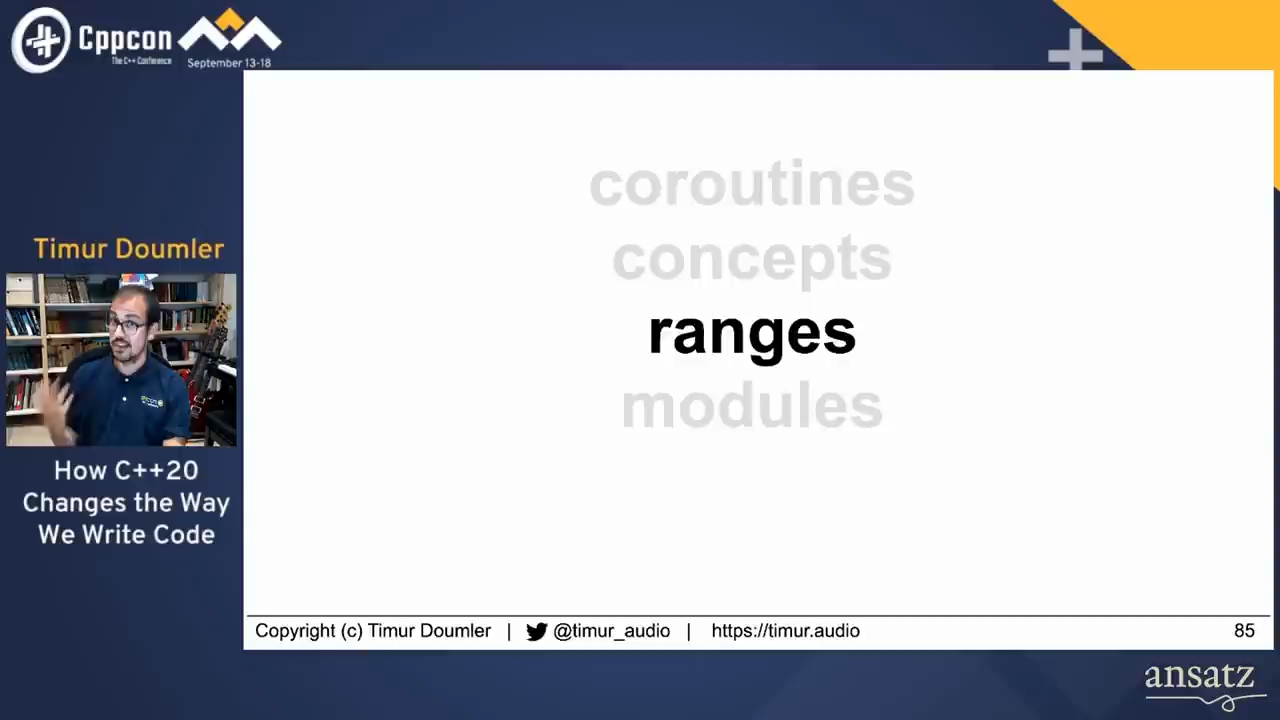 Cppcon
The C++ Conference
September 13-18
Timur Doumler
How C++20
Changes the Way
We Write Code
coroutines
concepts
ranges
modules
Copyright (c) Timur Doumler | @timur_audio | https://timur.audio
85
ansatz